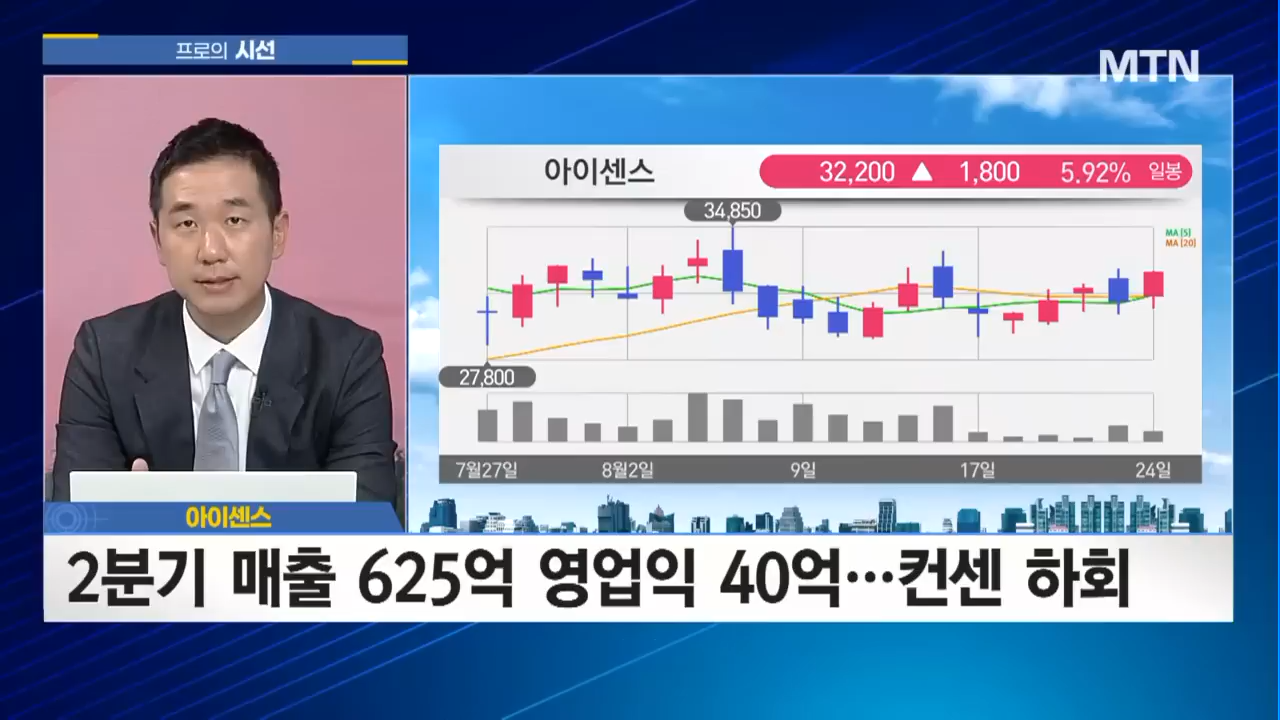 프로의 시선
MTN
아이센스
32,200 ▲ 1,800 5.92% 일봉
34,850
MA [5]
MA [20]
27,800
7월27일 8월2일 9일 17일 24일
아이센스
2분기 매출 625억 영업익 40억…컨센 하회